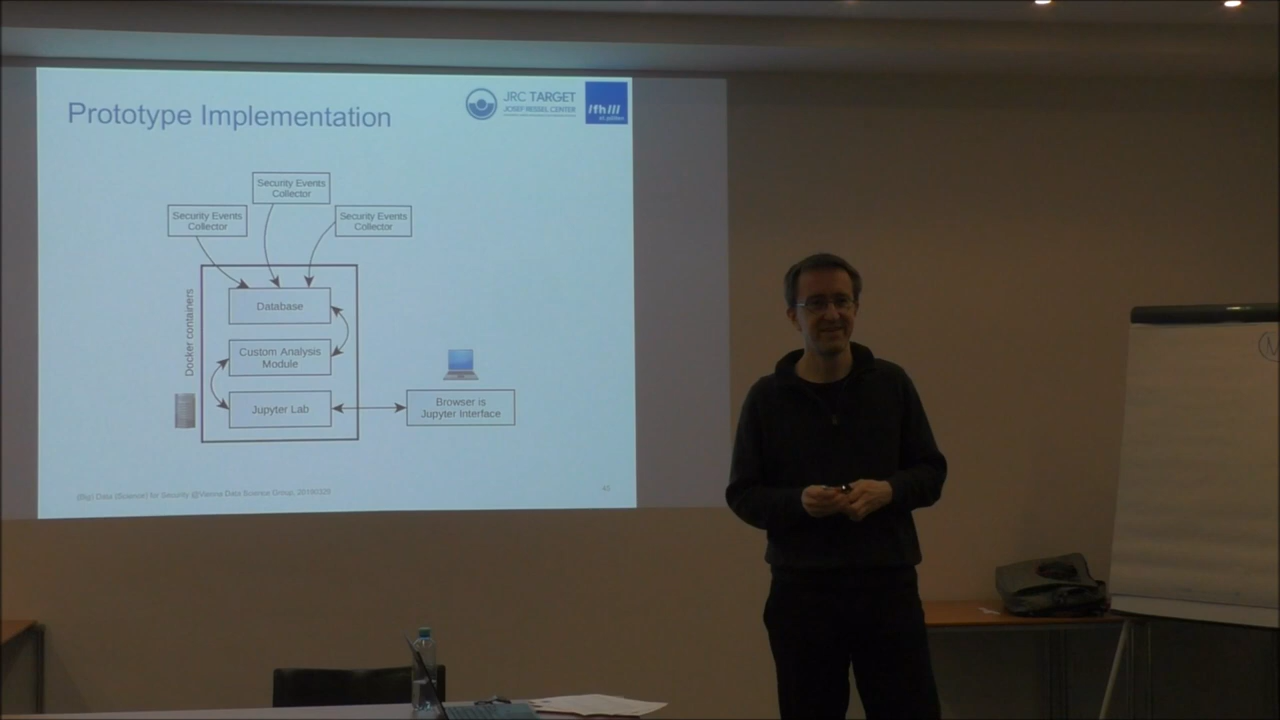 Prototype Implementation
JRC TARGET
JOSEF RESSEL CENTER
/fh///
st.pölten
Security Events
Collector
Security Events
Collector
Security Events
Collector
Docker containers
Database
Custom Analysis
Module
Jupyter Lab
Browser is
Jupyter Interface
(Big) Data (Science) for Security @Vienna Data Science Group, 20190326
45